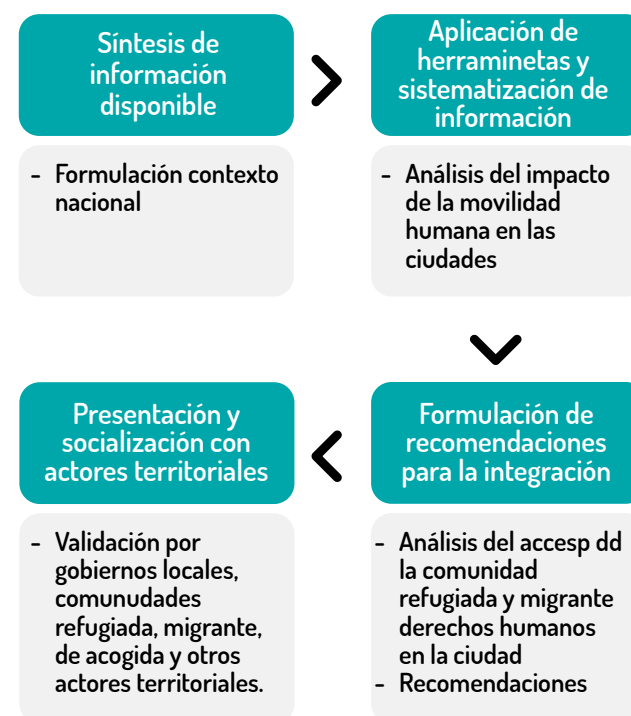 Síntesis de
información
disponible
- Formulación contexto
nacional
Aplicación de
herraminetas y
sistematización de
información
- Análisis del impacto
de la movilidad
humana en las
ciudades
Formulación de
recomendaciones
para la integración
- Análisis del accesp dd
la comunidad
refugiada y migrante
derechos humanos
en la ciudad
- Recomendaciones
Presentación y
socialización con
actores territoriales
- Validación por
gobiernos locales,
comunudades
refugiada, migrante,
de acogida y otros
actores territoriales.